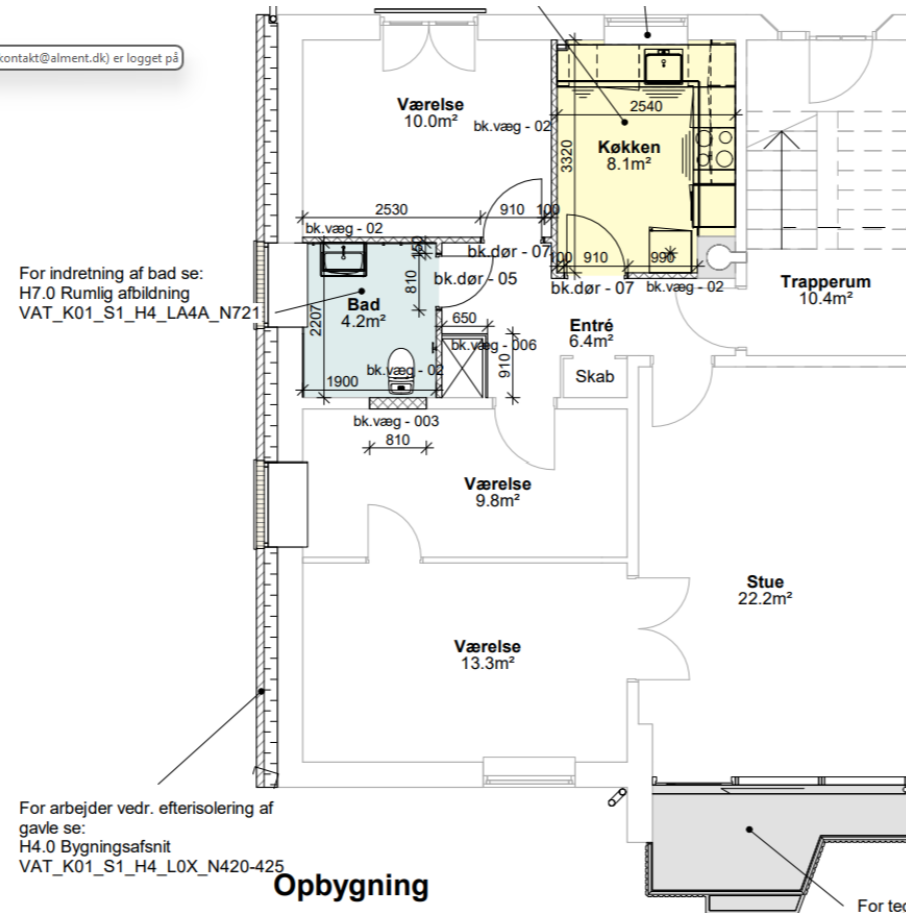 kontakt@alment.dk) er logget på
Værelse
10.0m²
bk.væg - 02
2540
Køkken
8.1m²
3320
2530
910
100
bk.væg - 02
bk.dør - 07
100
910
990
bk.dør - 07
bk.væg - 02
Trapperum
10.4m²
For indretning af bad se:
H7.0 Rumlig afbildning
VAT_K01_S1_H4_LA4A_N721
810
bk.dør - 05
Bad
4.2m²
2207
650
Entré
6.4m²
bk.væg - 006
910
bk.væg - 02
1900
Skab
bk.væg - 003
810
Værelse
9.8m²
Stue
22.2m²
Værelse
13.3m²
For arbejder vedr. efterisolering af
gavle se:
H4.0 Bygningsafsnit
VAT_K01_S1_H4_L0X_N420-425
Opbygning
For tec